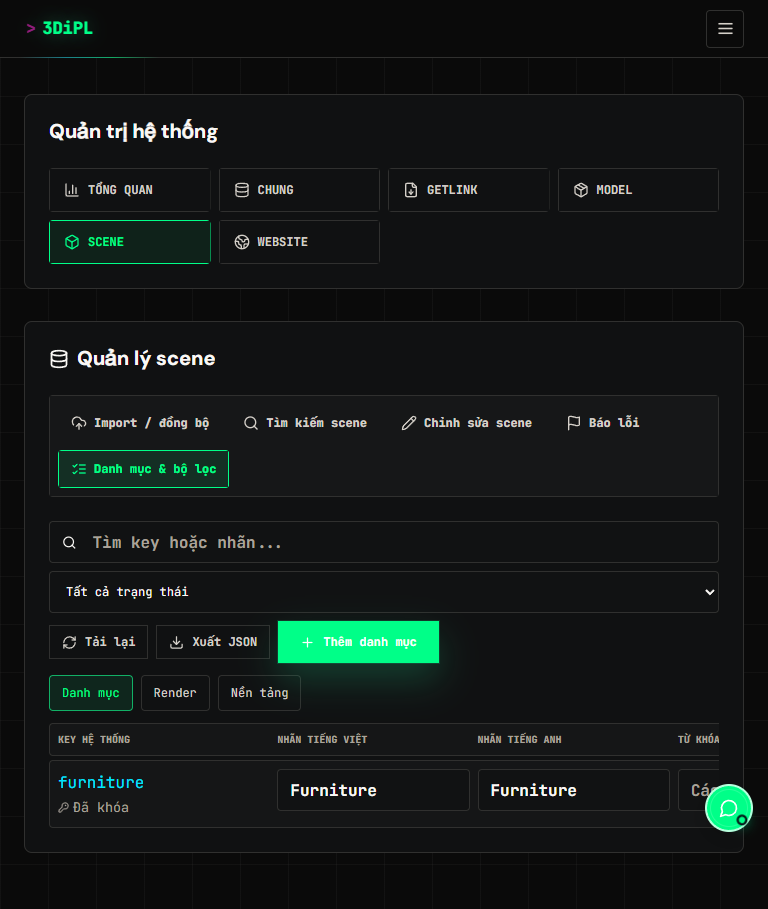 > 3DiPL
Quản trị hệ thống
TỔNG QUAN
CHUNG
GETLINK
MODEL
SCENE
WEBSITE
Quản lý scene
Import / đồng bộ
Tìm kiếm scene
Chỉnh sửa scene
Báo lỗi
Danh mục & bộ lọc
Tìm key hoặc nhãn...
Tất cả trạng thái
Tải lại
Xuất JSON
+ Thêm danh mục
Danh mục
Render
Nền tảng
KEY HỆ THỐNG NHÃN TIẾNG VIỆT NHÃN TIẾNG ANH TỪ KHÓA
furniture
Furniture
Furniture
Các
Đã khóa